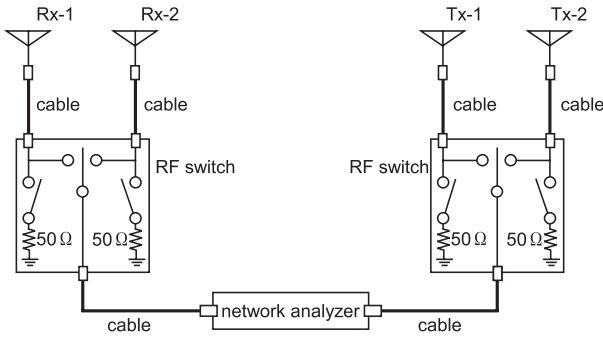 Rx-1 Rx-2 Tx-1 Tx-2
cable cable cable cable
RF switch RF switch
50 Ω 50 Ω 50 Ω 50 Ω
network analyzer
cable cable